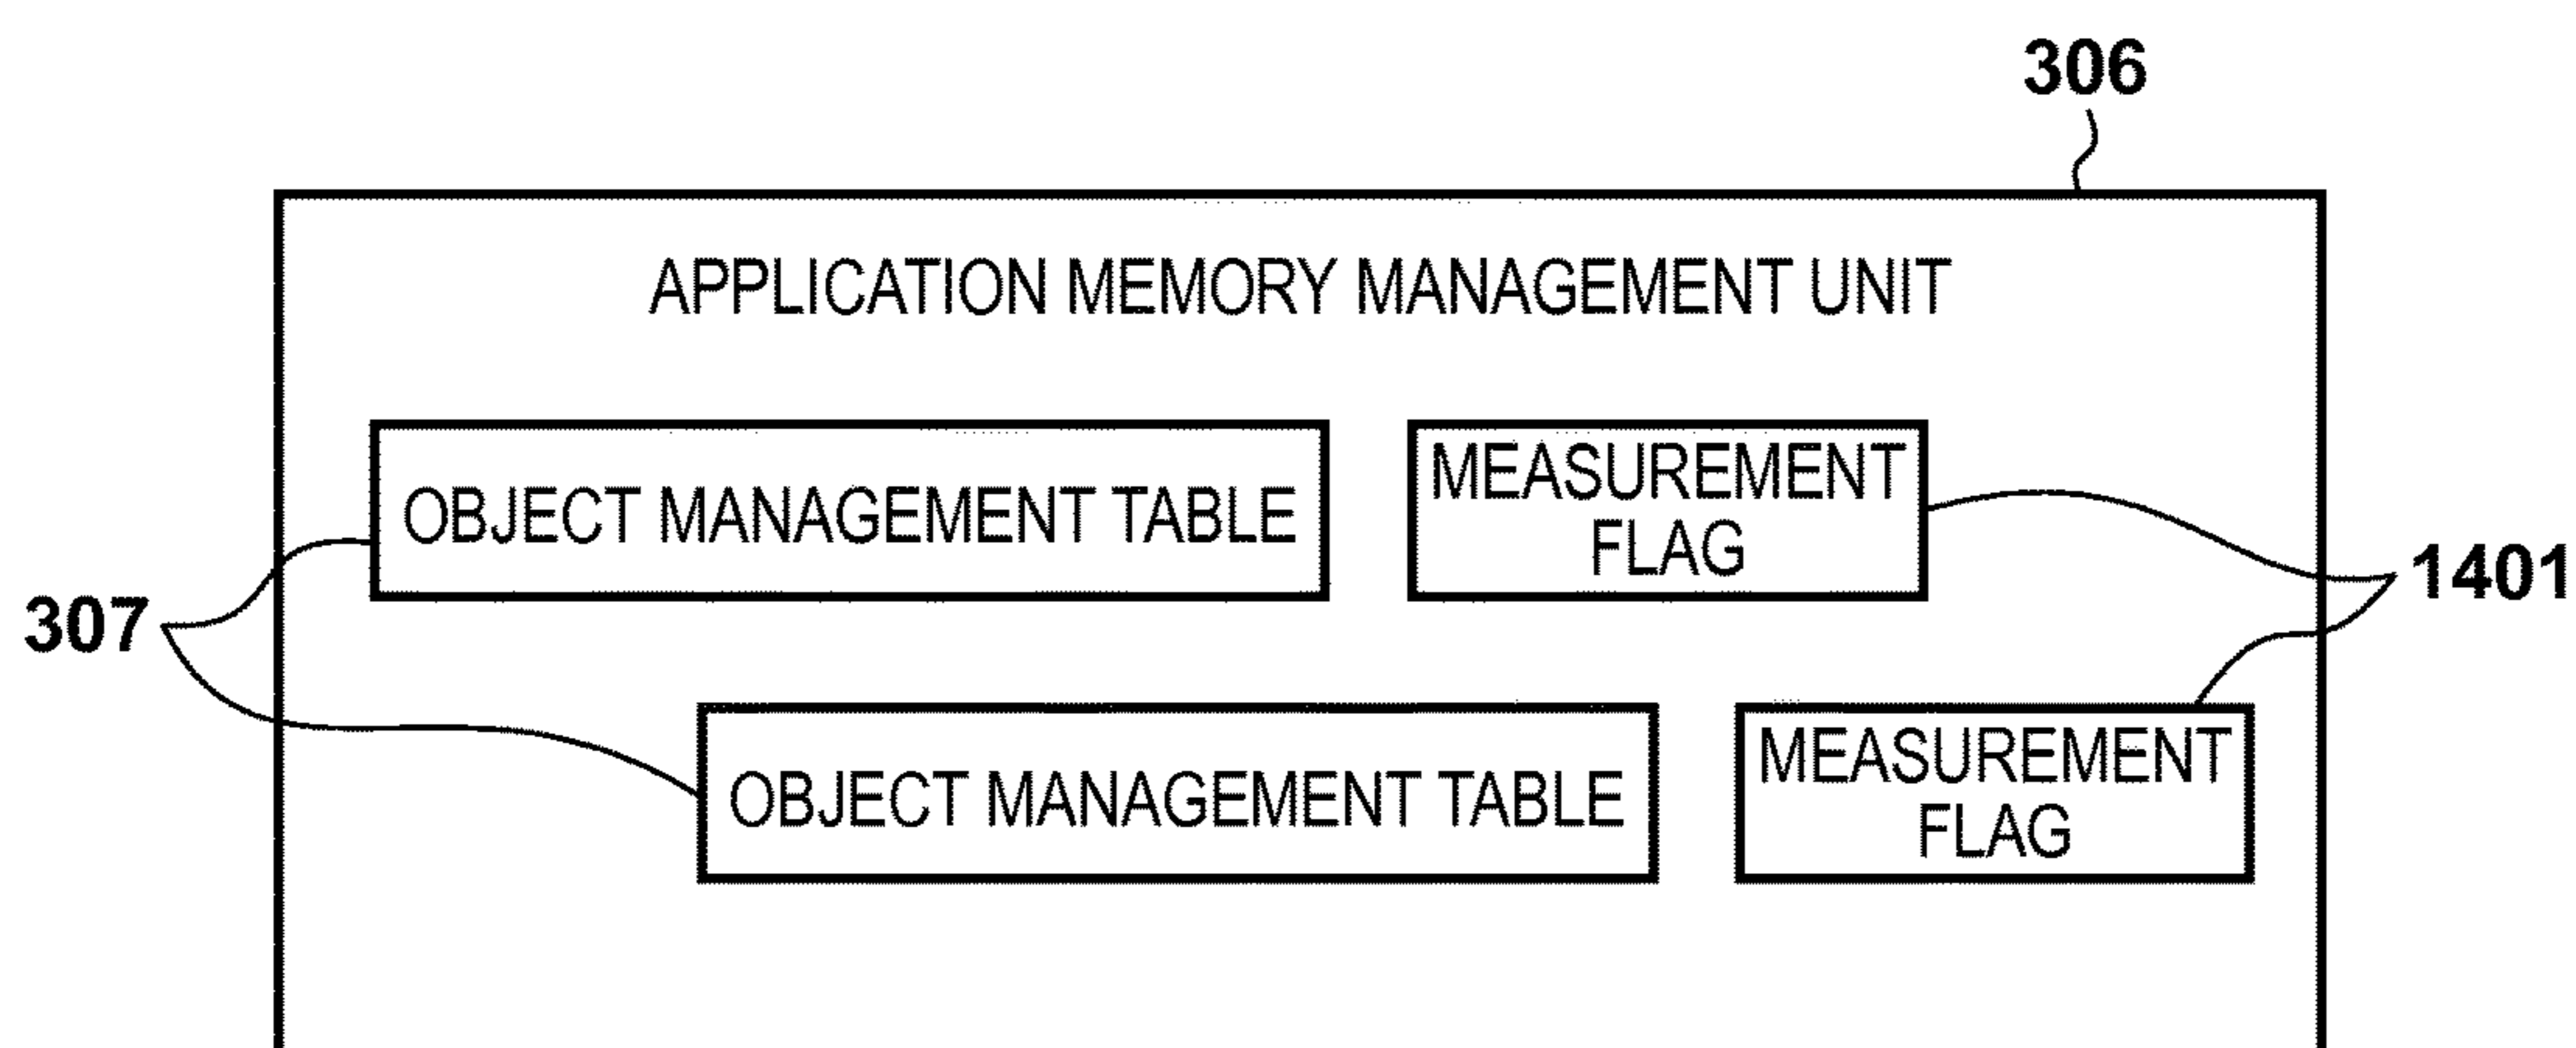 306
APPLICATION MEMORY MANAGEMENT UNIT
OBJECT MANAGEMENT TABLE
MEASUREMENT
FLAG
307
1401
OBJECT MANAGEMENT TABLE
MEASUREMENT
FLAG